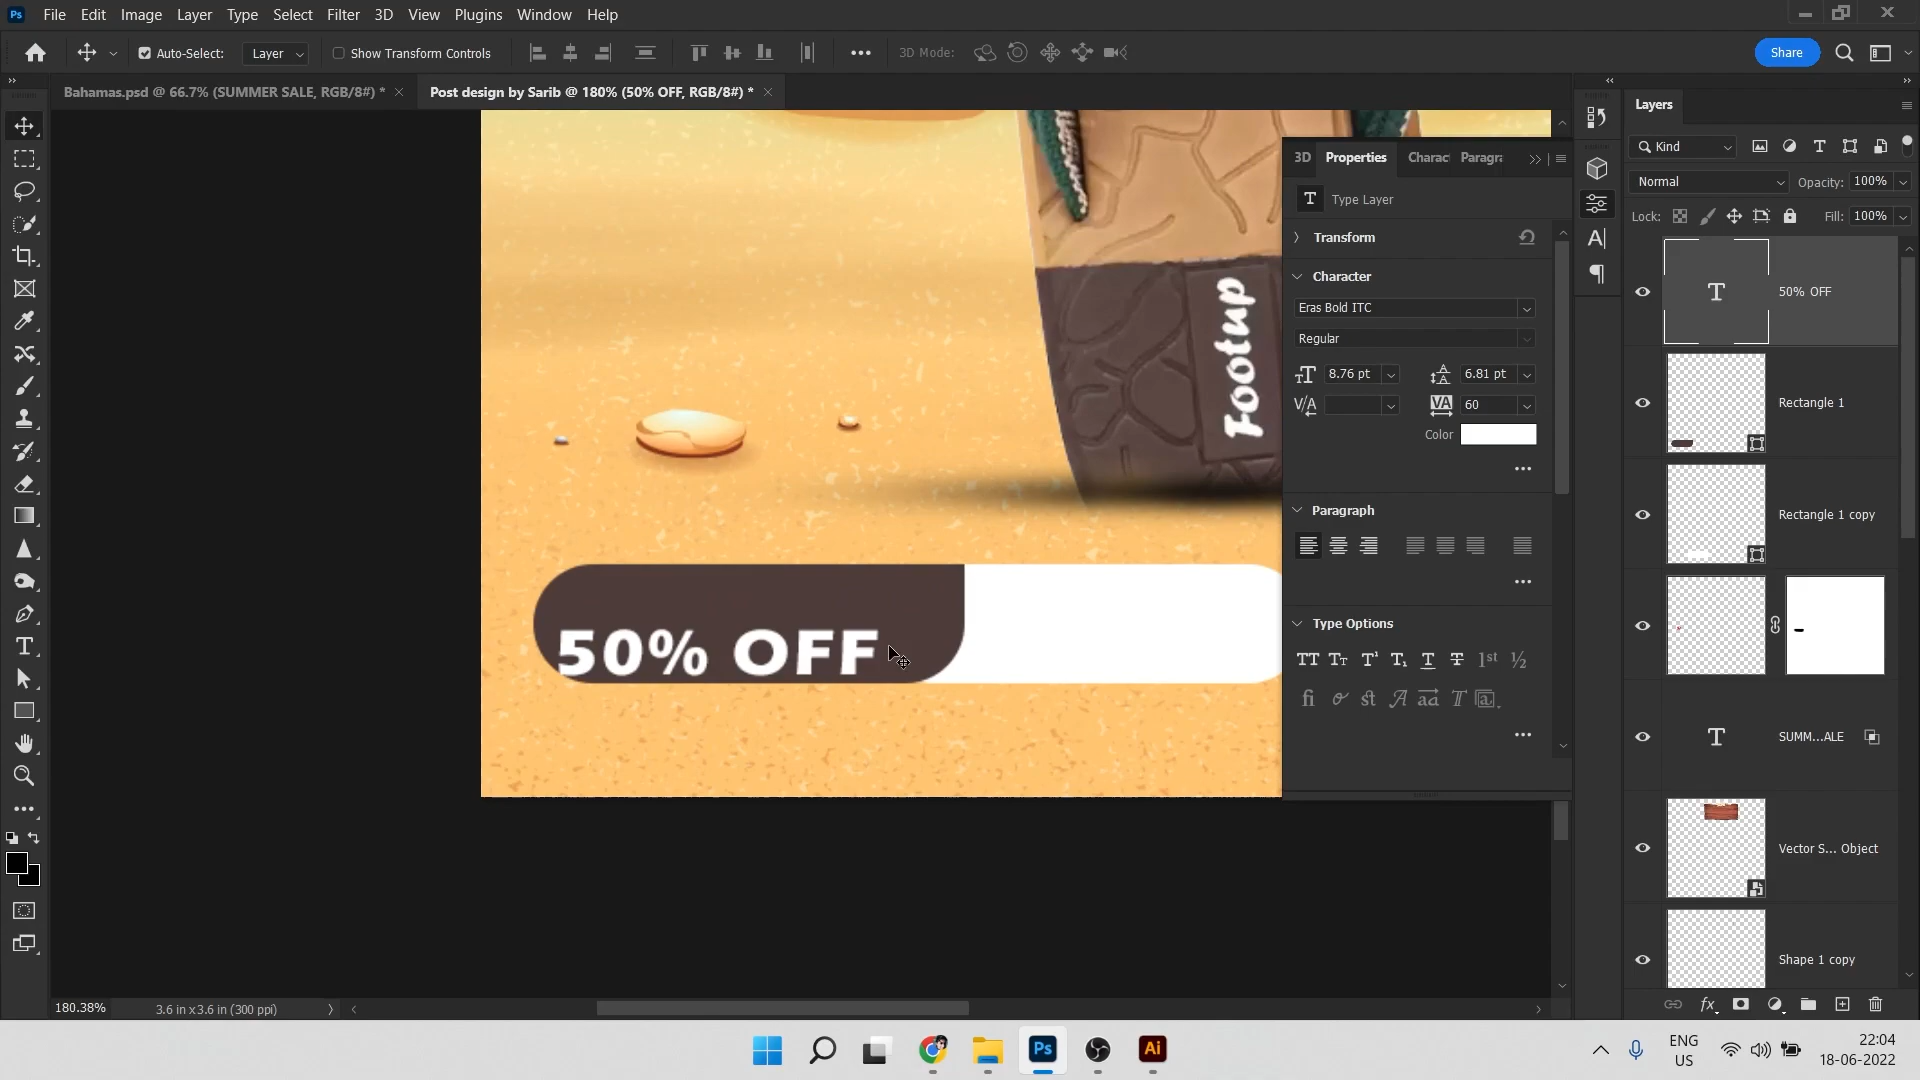 Ps File Edit Image Layer Type Select Filter 3D View Plugins Window Help
Auto-Select: Layer Show Transform Controls 3D Mode: Share
Bahamas.psd @ 66.7% (SUMMER SALE, RGB/8#) * Post design by Sarib @ 180% (50% OFF, RGB/8#) *
Footup
50% OFF
3D Properties Charac Paragra
T Type Layer
Transform
Character
Eras Bold ITC
Regular
8.76 pt 6.81 pt
60
Color
Paragraph
Type Options
Layers
Kind
Normal Opacity: 100%
Lock: Fill: 100%
T 50% OFF
Rectangle 1
Rectangle 1 copy
T SUMM...ALE
Vector S... Object
Shape 1 copy
180.38% 3.6 in x 3.6 in (300 ppi)
Ps Ai
ENG
US
22:04
18-06-2022